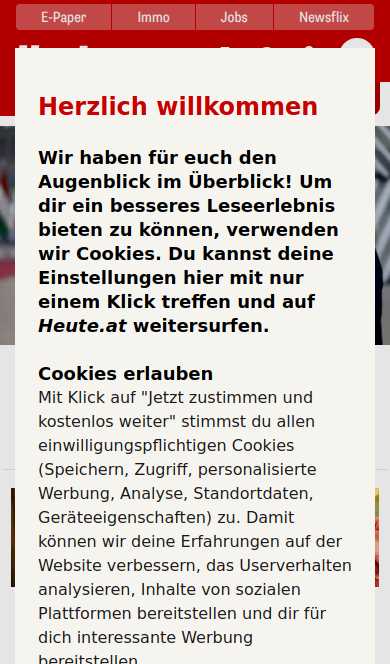 E-Paper
Immo
Jobs
Newsflix
Herzlich willkommen
Wir haben für euch den
Augenblick im Überblick! Um
dir ein besseres Leseerlebnis
bieten zu können, verwenden
wir Cookies. Du kannst deine
Einstellungen hier mit nur
einem Klick treffen und auf
Heute.at weitersurfen.
Cookies erlauben
Mit Klick auf "Jetzt zustimmen und
kostenlos weiter" stimmst du allen
einwilligungspflichtigen Cookies
(Speichern, Zugriff, personalisierte
Werbung, Analyse, Standortdaten,
Geräteeigenschaften) zu. Damit
können wir deine Erfahrungen auf der
Website verbessern, das Userverhalten
analysieren, Inhalte von sozialen
Plattformen bereitstellen und dir für
dich interessante Werbung
bereitstellen